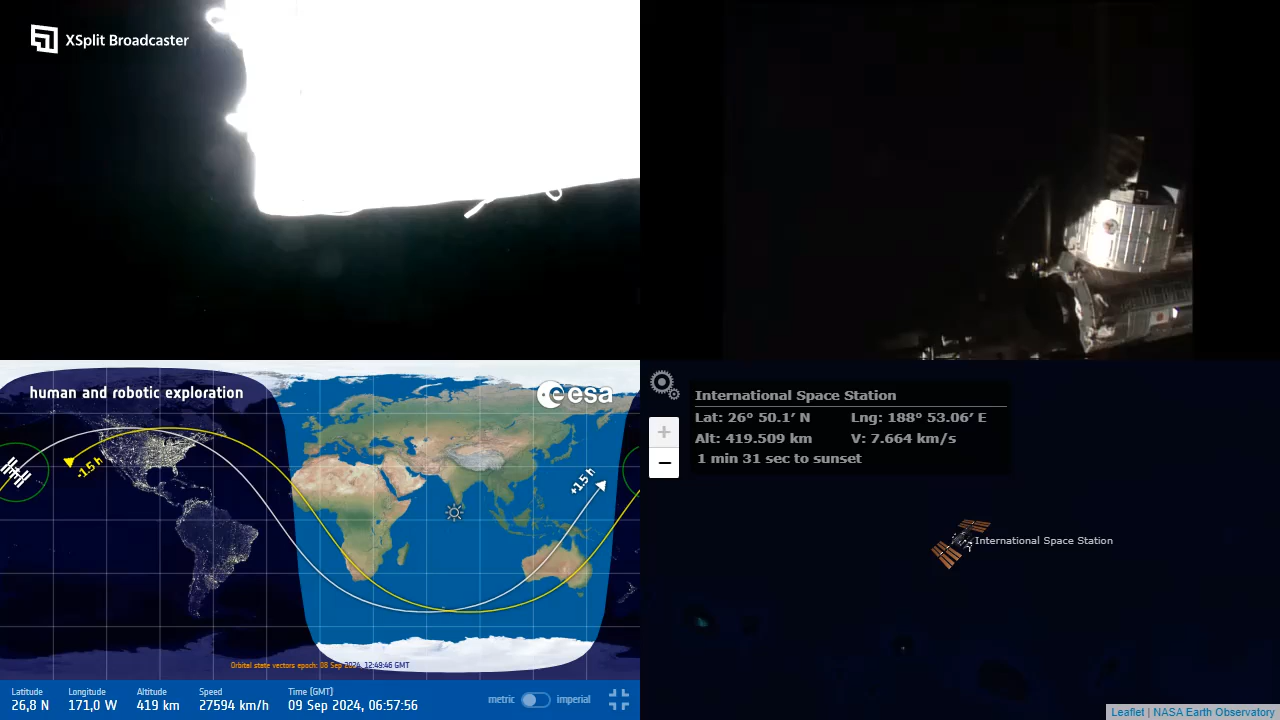 XSplit Broadcaster
human and robotic exploration
esa
-1.5 h
+1.5 h
Orbital state vectors epoch: 08 Sep 2024, 12:49:46 GMT
Latitude
26,8 N
Longitude
171,0 W
Altitude
419 km
Speed
27594 km/h
Time (GMT)
09 Sep 2024, 06:57:56
metric
imperial
International Space Station
Lat: 26° 50.1′ N
Lng: 188° 53.06′ E
Alt: 419.509 km
V: 7.664 km/s
1 min 31 sec to sunset
+
−
International Space Station
Leaflet | NASA Earth Observatory